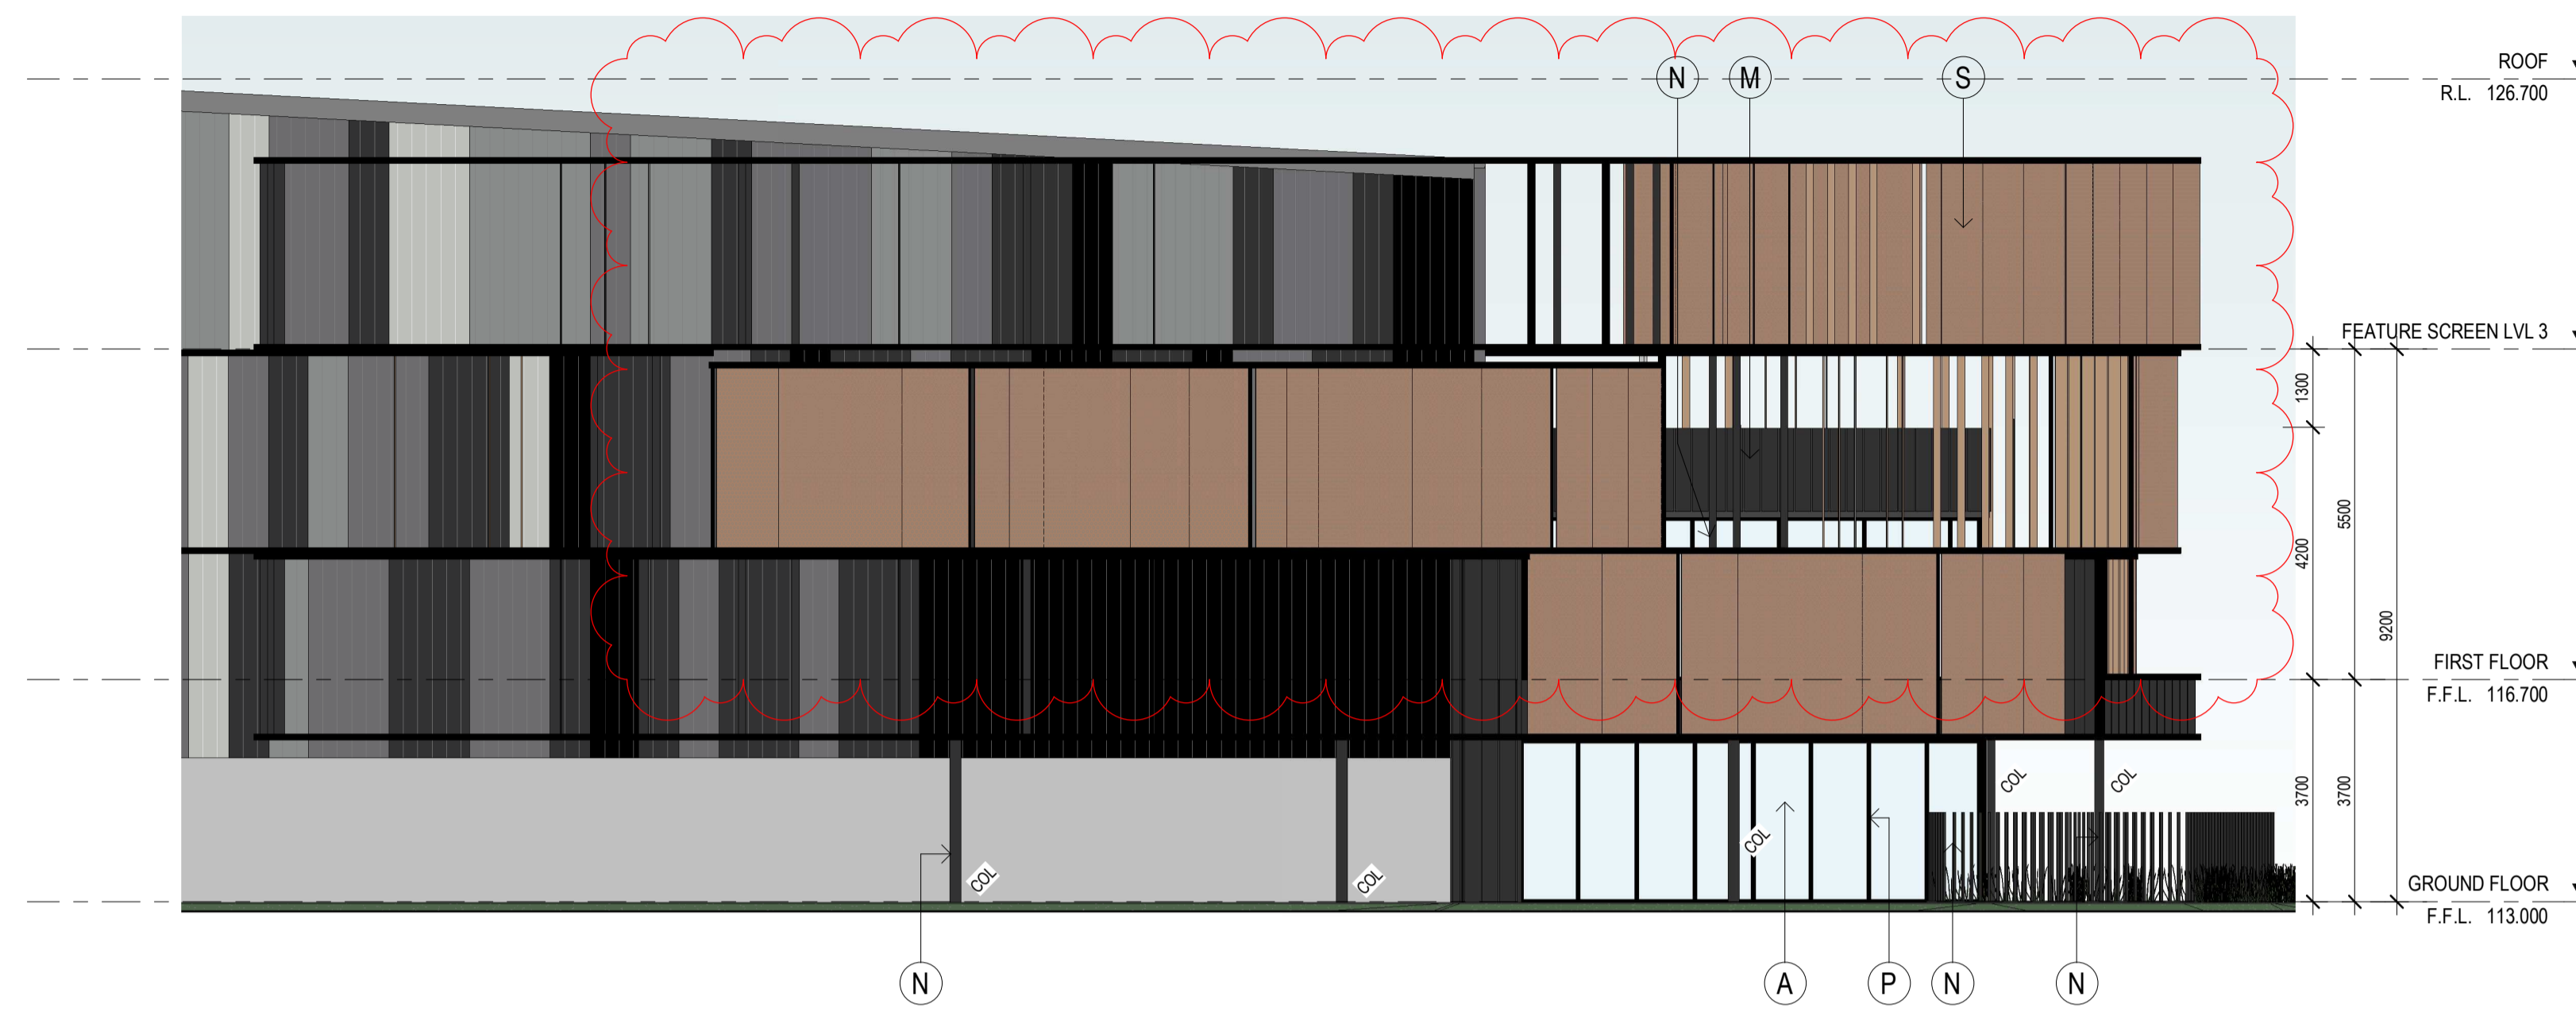 ROOF
N M S
R.L. 126.700
FEATURE SCREEN LVL 3
1300
5500
4200
9200
FIRST FLOOR
F.F.L. 116.700
3700
3700
COL
COL
COL
COL
COL
GROUND FLOOR
F.F.L. 113.000
N A P N N